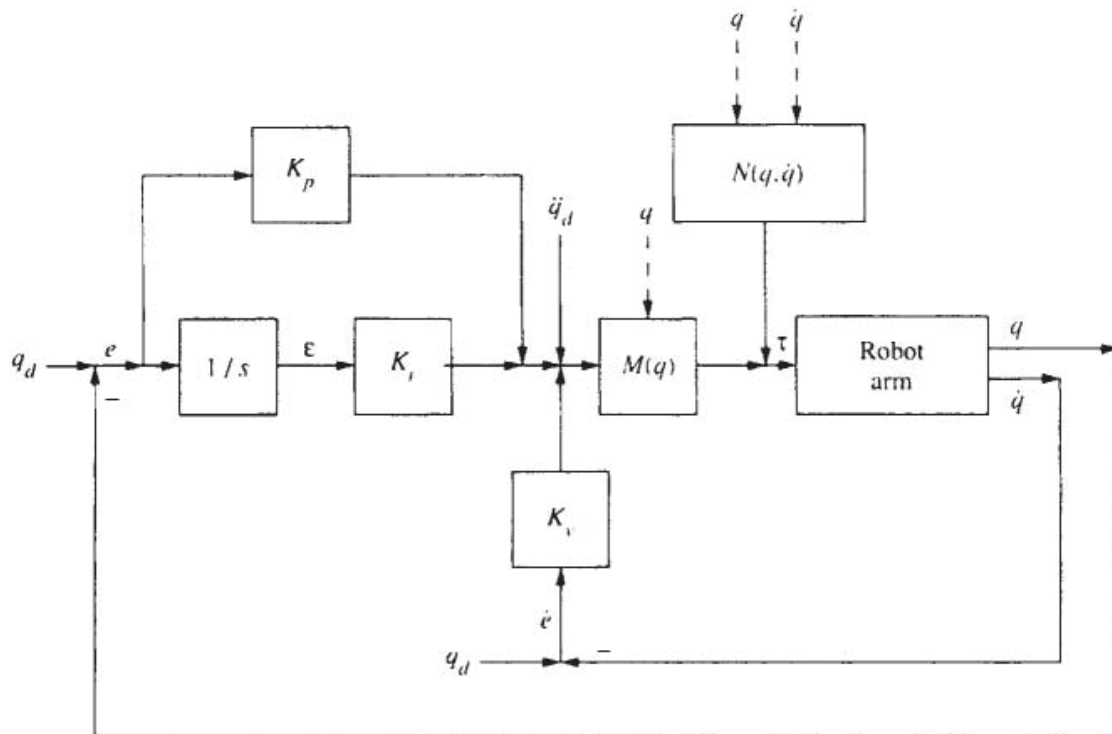 q q̇
K_p
N(q, q̇)
q̈_d
q
q_d
e
1 / s
ε
K_i
M(q)
τ
Robot
arm
q
q̇
−
K_v
ė
q_d
−